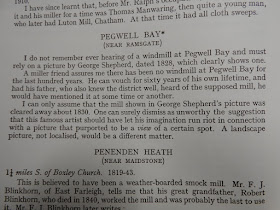 1910.
I have since learnt that, before Mr. Ralph's occupation
it and his miller for a time was Thomas Manwaring, then quite a young man,
who later had Luton Mill, Chatham. At that time it had all cloth sweeps.
PEGWELL BAY*
(NEAR RAMSGATE)
I do not remember ever hearing of a windmill at Pegwell Bay and must
rely on a picture by George Shepherd, dated 1828, which clearly shows one.
A miller friend assures me there has been no windmill at Pegwell Bay for
the last hundred years. He can vouch for sixty years of his own lifetime, and
had his father, who also knew the district well, heard of the supposed mill, he
would have mentioned it at some time or another.
I can only assume that the mill shown in George Shepherd's picture was
cleared away about 1830. One can surely dismiss as unworthy the suggestion
that this famous artist should have let his imagination run riot in connection
with a picture that purported to be a view of a certain spot. A landscape
picture, not localised, would be a different matter.
PENENDEN HEATH
(NEAR MAIDSTONE)
1¼ miles S. of Boxley Church. 1819-43.
This is believed to have been a weather-boarded smock mill. Mr. F. J.
Blinkhorn, of East Farleigh, tells us that his great grandfather, Robert
Blinkhorn, who died in 1840, worked the mill and was probably the last to use
it. Mr. F. J. Blinkhorn later writes